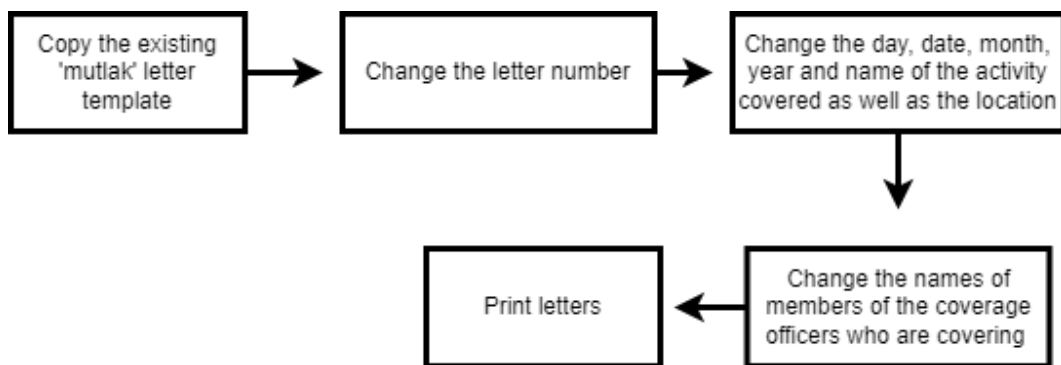 Copy the existing
'mutlak' letter
template
Change the letter number
Change the day, date, month,
year and name of the activity
covered as well as the location
Change the names of
members of the coverage
officers who are covering
Print letters